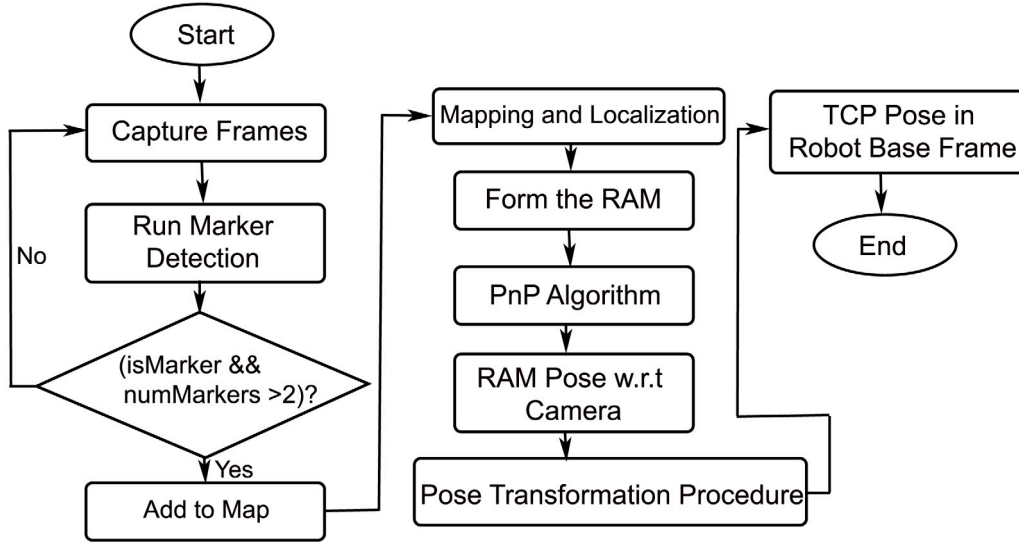 Start
Capture Frames
Run Marker
Detection
No
(isMarker &&
numMarkers >2)?
Yes
Add to Map
Mapping and Localization
Form the RAM
PnP Algorithm
RAM Pose w.r.t
Camera
Pose Transformation Procedure
TCP Pose in
Robot Base Frame
End